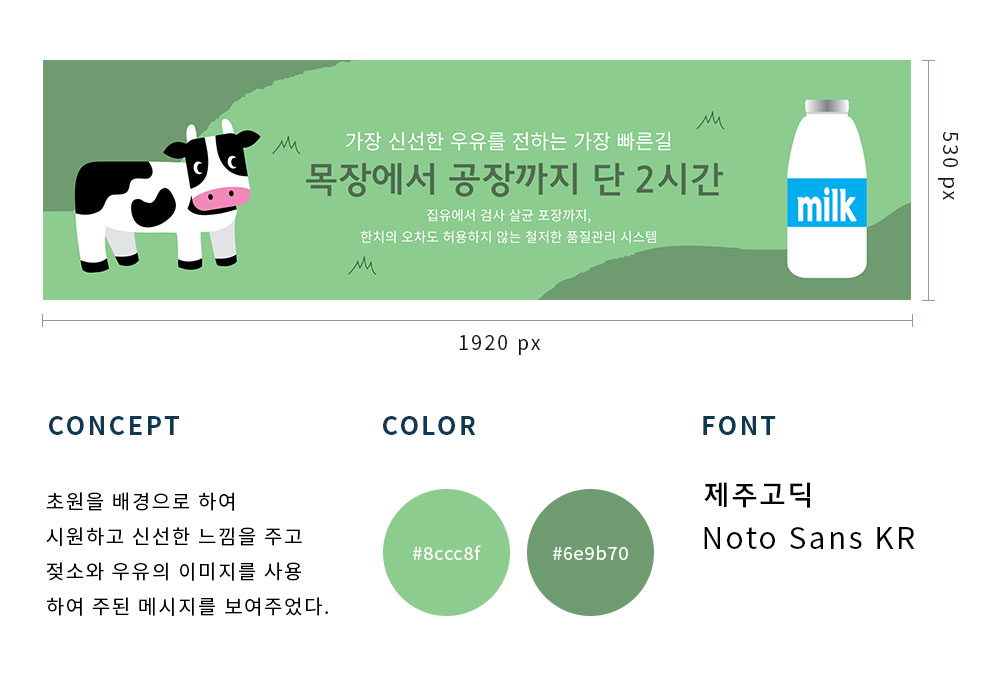 가장 신선한 우유를 전하는 가장 빠른길
목장에서 공장까지 단 2시간
집유에서 검사 살균 포장까지,
한치의 오차도 허용하지 않는 철저한 품질관리 시스템
milk
530 px
1920 px
CONCEPT
초원을 배경으로 하여
시원하고 신선한 느낌을 주고
젖소와 우유의 이미지를 사용
하여 주된 메시지를 보여주었다.
COLOR
#8ccc8f
#6e9b70
FONT
제주고딕
Noto Sans KR